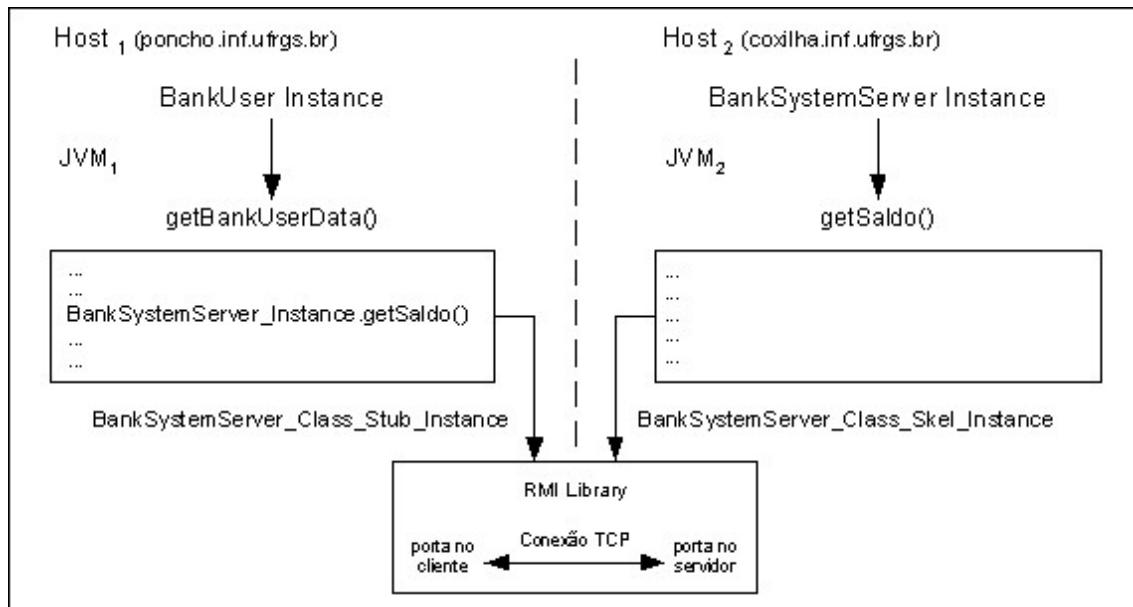 Host 1 (poncho.inf.ufrgs.br)
BankUser Instance
JVM1
getBankUserData()
...
...
BankSystemServer_Instance.getSaldo()
...
...
BankSystemServer_Class_Stub_Instance
Host 2 (coxilha.inf.ufrgs.br)
BankSystemServer Instance
JVM2
getSaldo()
...
...
...
...
...
BankSystemServer_Class_Skel_Instance
RMI Library
porta no
cliente
Conexão TCP
porta no
servidor